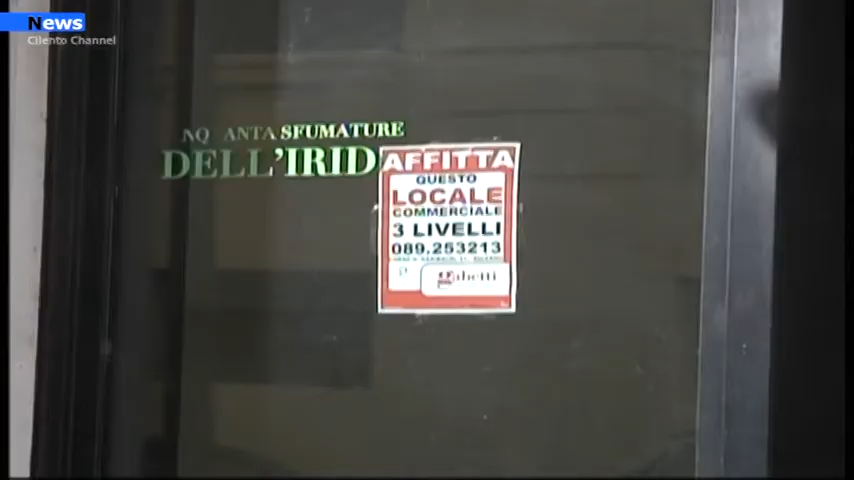 News
Cilento Channel
NQ ANTA SFUMATURE
DELL'IRID
AFFITTA
QUESTO
LOCALE
COMMERCIALE
3 LIVELLI
089.253213
gabetti